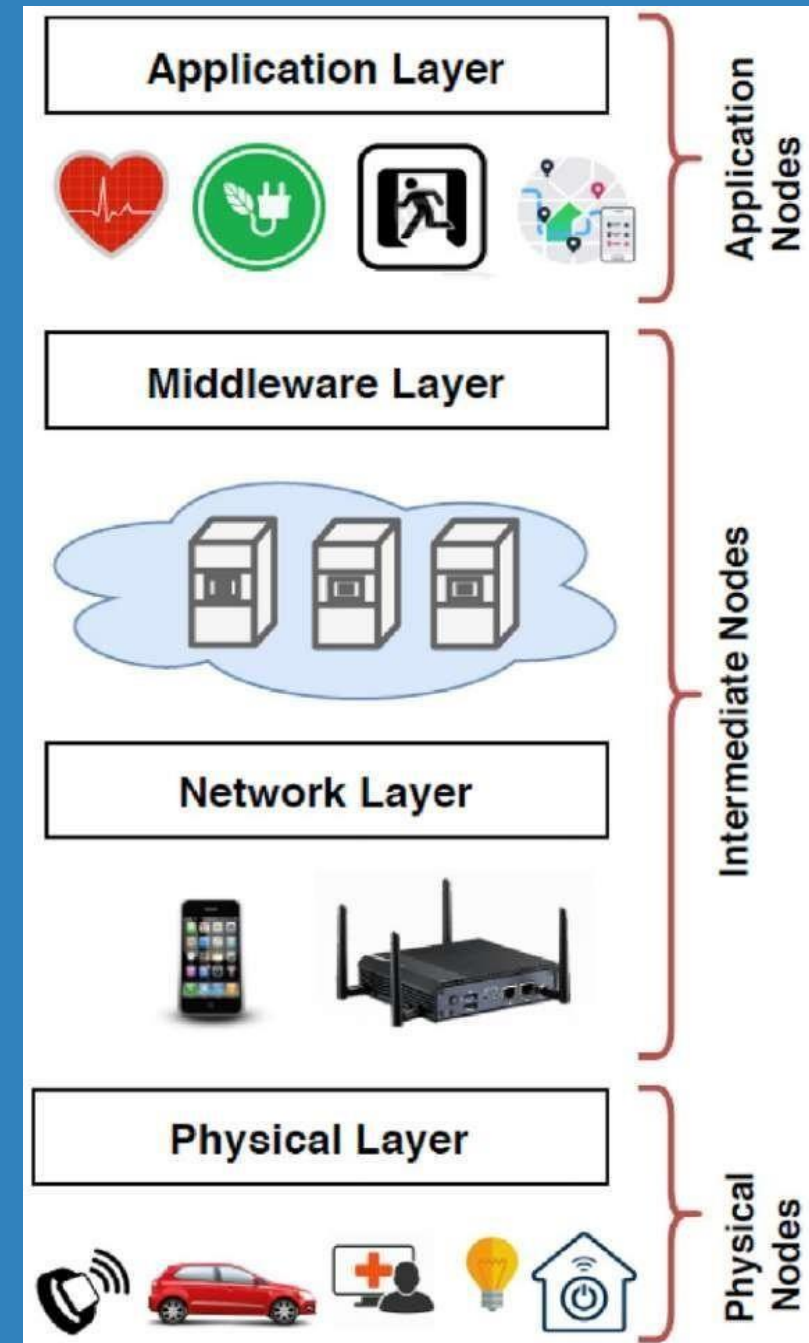 Application Layer
Application
Nodes
Middleware Layer
Intermediate Nodes
Network Layer
Physical Layer
Physical
Nodes